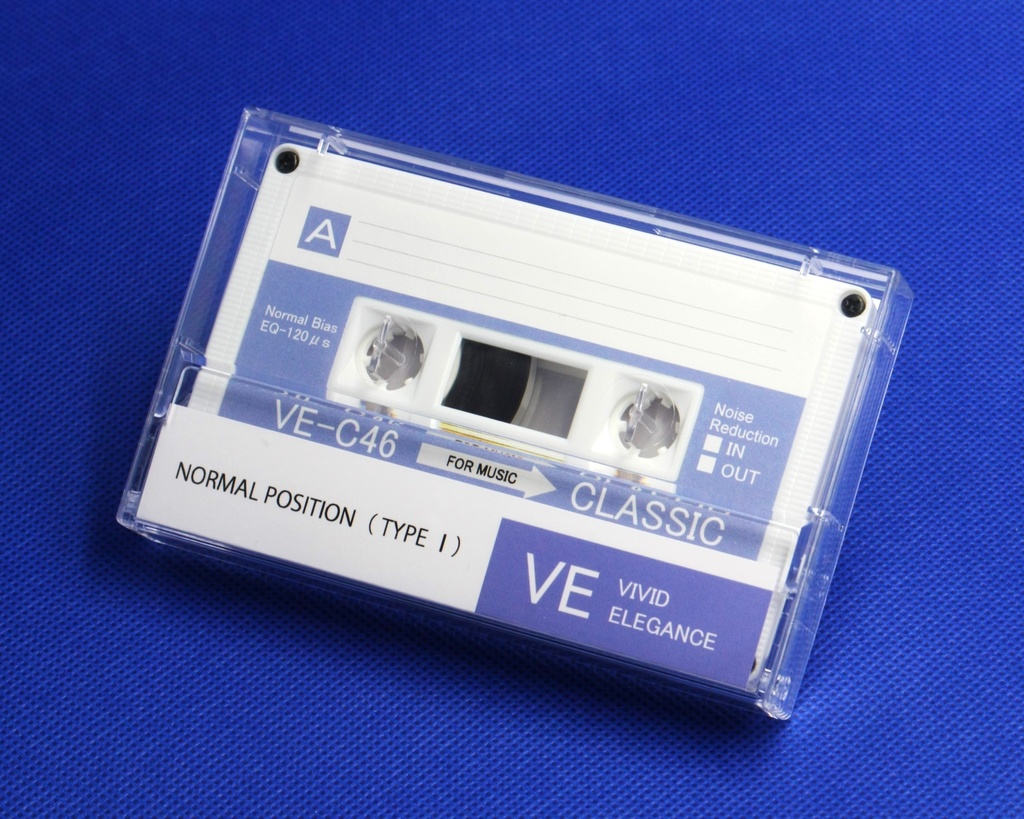 A
Normal Bias
EQ-120μs
Noise
Reduction
IN
OUT
VE-C46
FOR MUSIC
CLASSIC
NORMAL POSITION (TYPE I)
VE
VIVID
ELEGANCE